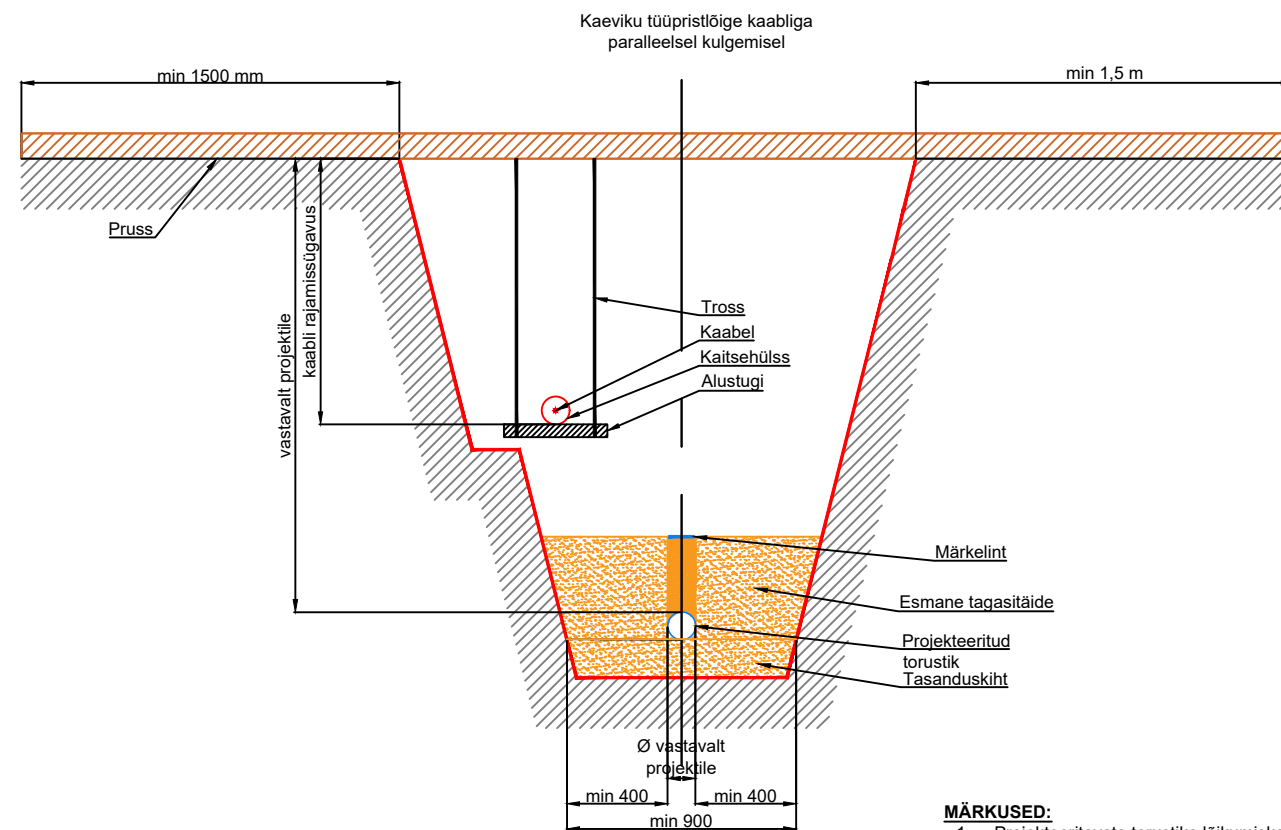 Kaeviku tüüpristlõige kaabliga
paralleelsel kulgemisel
min 1500 mm
min 1,5 m
Pruss
kaabli rajamissügavus
vastavalt projektile
Tross
Kaabel
Kaitsehülss
Alustugi
Märkelint
Esmane tagasitäide
Projekteeritud
torustik
Tasanduskiht
Ø vastavalt
projektile
min 400
min 400
min 900
MÄRKUSED: